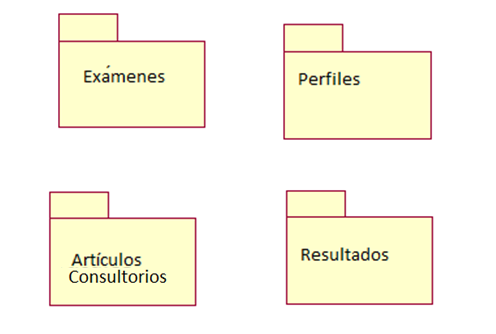 Exámenes
Perfiles
Artículos
Consultorios
Resultados